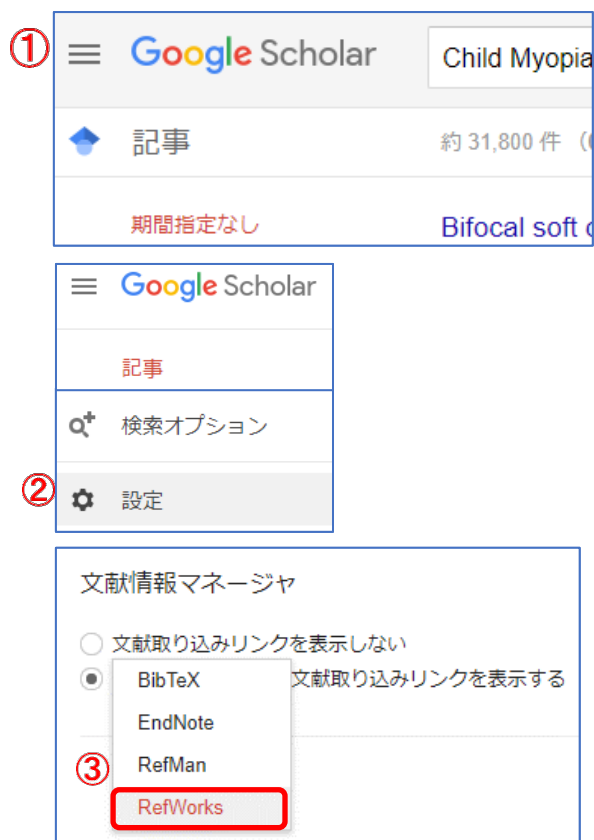 ①
Google Scholar
Child Myopia
記事
約 31,800 件 (
期間指定なし
Bifocal soft
Google Scholar
記事
検索オプション
②
設定
文献情報マネージャ
文献取り込みリンクを表示しない
文献取り込みリンクを表示する
BibTeX
EndNote
③
RefMan
RefWorks